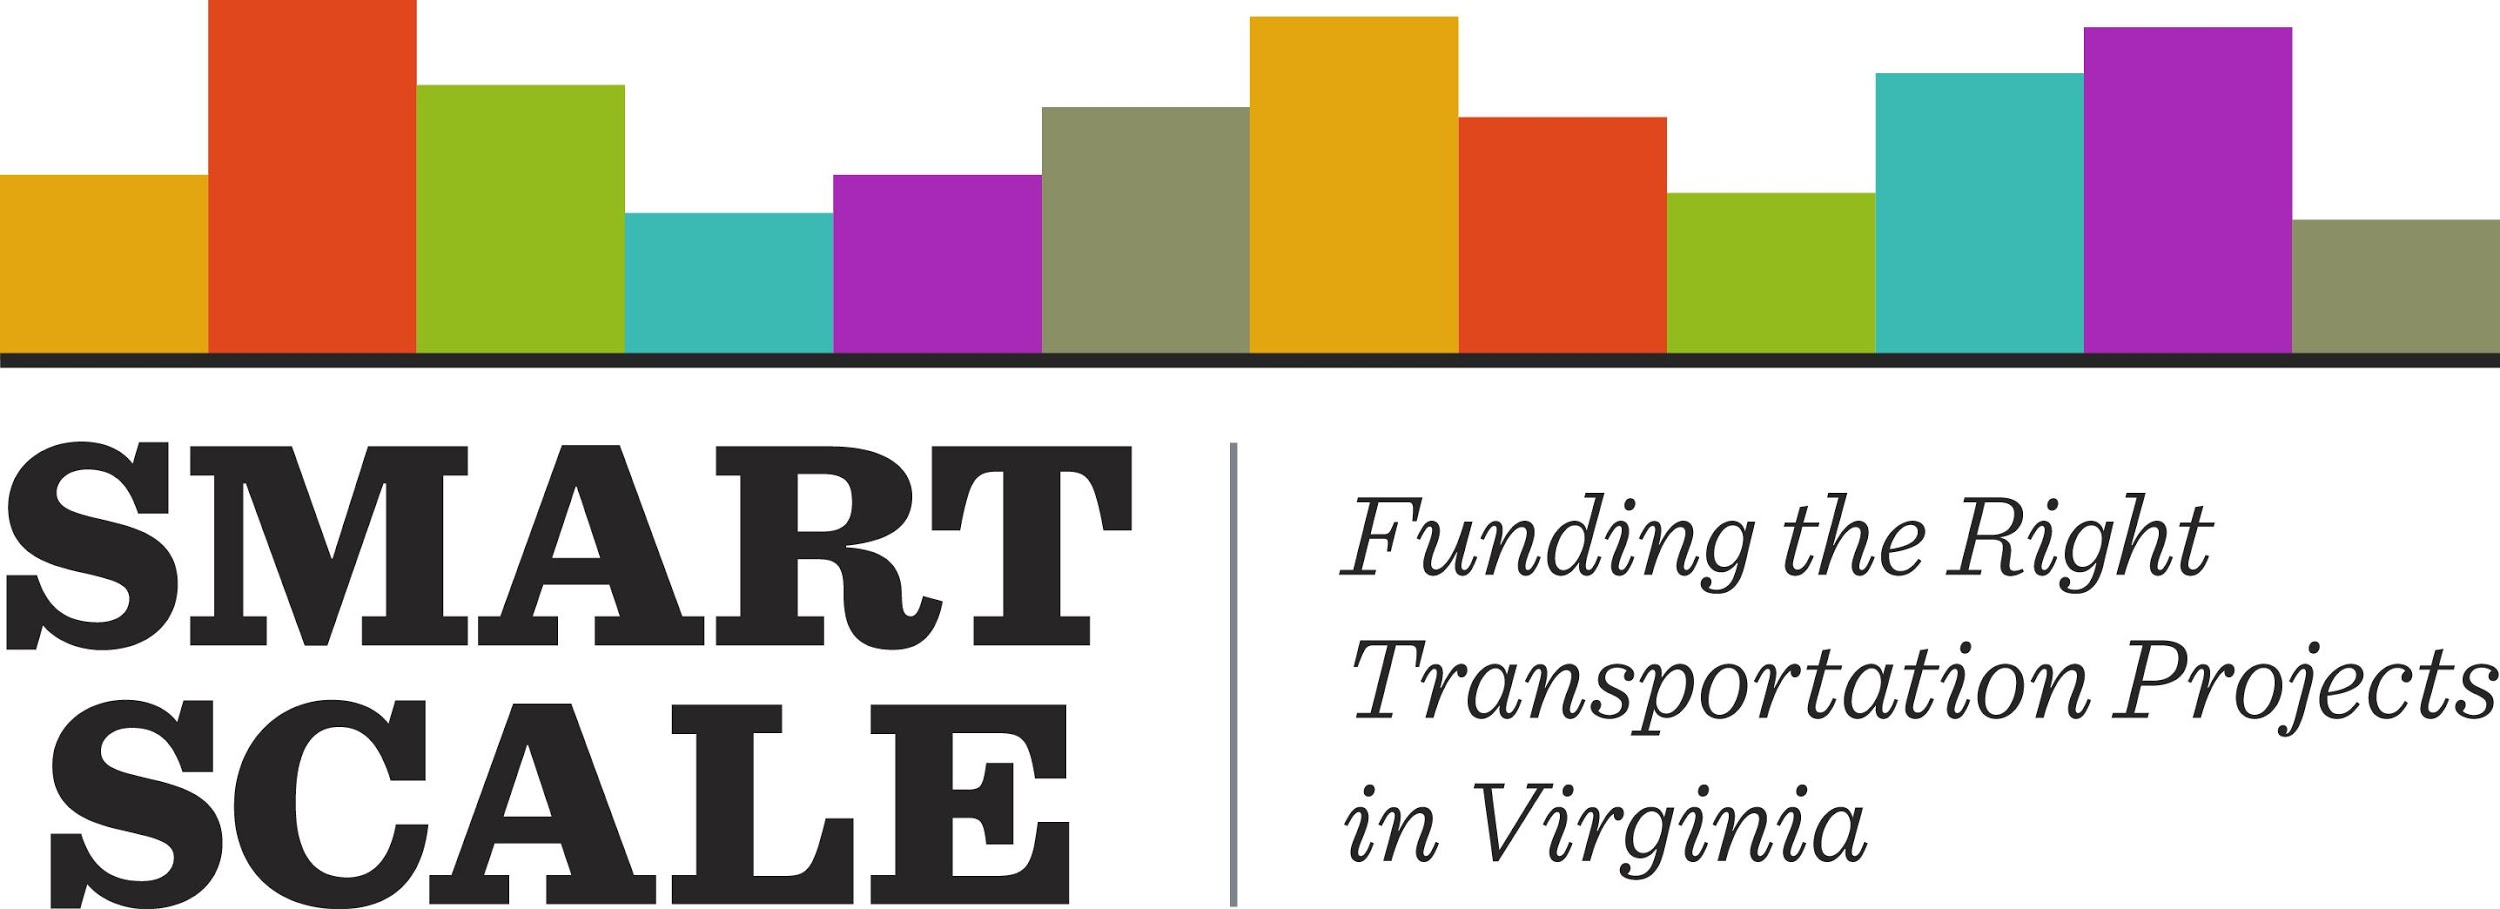 SMART
SCALE
Funding the Right
Transportation Projects
in Virginia